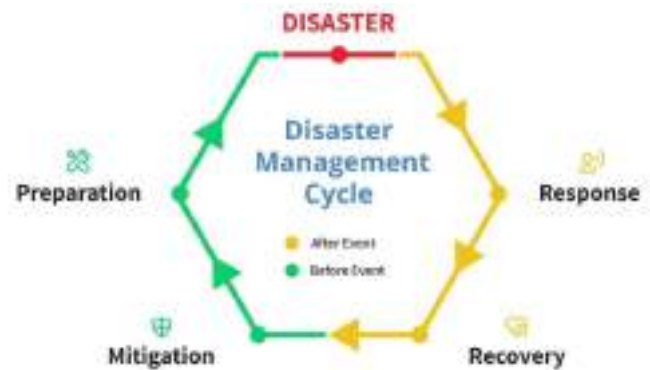 DISASTER
Disaster
Management
Cycle
After Event
Before Event
Preparation
Response
Mitigation
Recovery